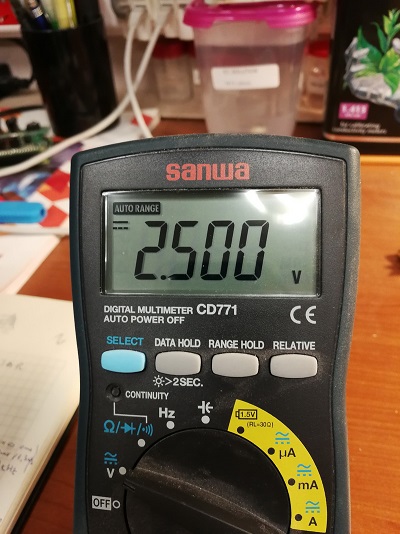 sanwa
AUTO RANGE
2.500 V
DIGITAL MULTIMETER CD771
AUTO POWER OFF
CE
SELECT DATA HOLD RANGE HOLD RELATIVE
>2SEC.
CONTINUITY
Hz
1.5V
(RL=30Ω)
Ω
μA
V
mA
OFF
A